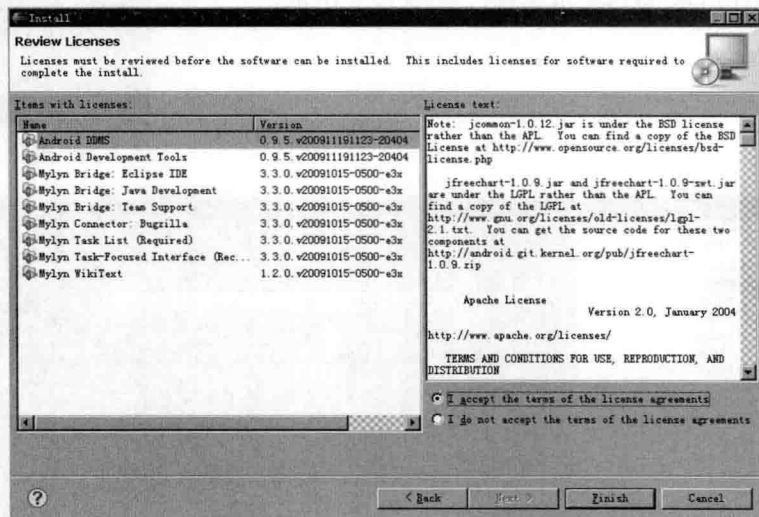 Install
Review Licenses
Licenses must be reviewed before the software can be installed. This includes licenses for software required to
complete the install.
Items with licenses:
Name Version
Android DDMS 0.9.5.v200911191123-20404
Android Development Tools 0.9.5.v200911191123-20404
Mylyn Bridge: Eclipse IDE 3.3.0.v20091015-0500-e3x
Mylyn Bridge: Java Development 3.3.0.v20091015-0500-e3x
Mylyn Bridge: Team Support 3.3.0.v20091015-0500-e3x
Mylyn Connector: Bugzilla 3.3.0.v20091015-0500-e3x
Mylyn Task List (Required) 3.3.0.v20091015-0500-e3x
Mylyn Task-Focused Interface (Rec... 3.3.0.v20091015-0500-e3x
Mylyn WikiText 1.2.0.v20091015-0500-e3x
License text:
Note: jcommon-1.0.12.jar is under the BSD license
rather than the APL. You can find a copy of the BSD
License at http://www.opensource.org/licenses/bsd-
license.php
jfreechart-1.0.9.jar and jfreechart-1.0.9-swt.jar
are under the LGPL rather than the APL. You can
find a copy of the LGPL at
http://www.gnu.org/licenses/old-licenses/lgpl-
2.1.txt. You can get the source code for these two
components at
http://android.git.kernel.org/pub/jfreechart-
1.0.9.zip
Apache License
Version 2.0, January 2004
http://www.apache.org/licenses/
TERMS AND CONDITIONS FOR USE, REPRODUCTION, AND
DISTRIBUTION
I accept the terms of the license agreements
I do not accept the terms of the license agreements
?
< Back Next > Finish Cancel